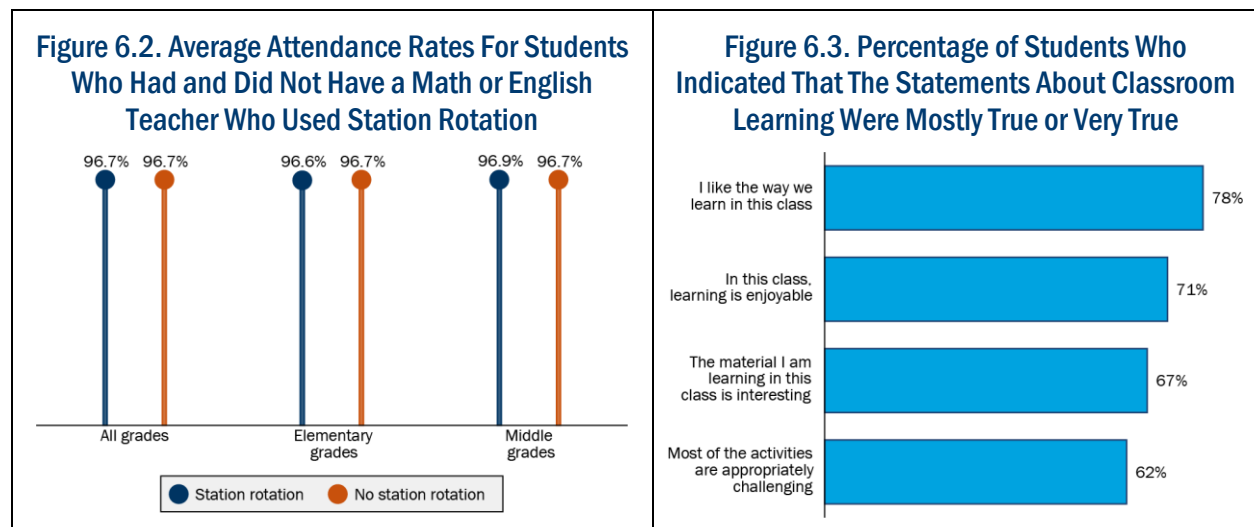 Figure 6.2. Average Attendance Rates For Students
Who Had and Did Not Have a Math or English
Teacher Who Used Station Rotation
96.7% 96.7% 96.6% 96.7% 96.9% 96.7%
All grades
Elementary
grades
Middle
grades
Station rotation
No station rotation
Figure 6.3. Percentage of Students Who
Indicated That The Statements About Classroom
Learning Were Mostly True or Very True
I like the way we
learn in this class
78%
In this class,
learning is enjoyable
71%
The material I am
learning in this
class is interesting
67%
Most of the activities
are appropriately
challenging
62%